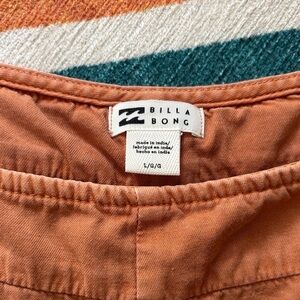 BILLA
BONG
made in india/
fabriqué en inde/
hecho en india
L/G/G